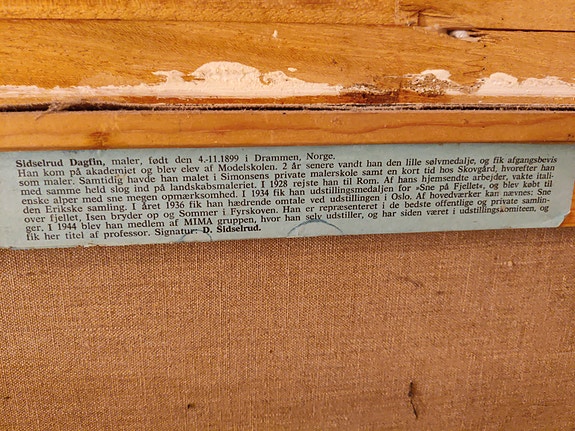 Sidselrud Dagfin, maler, født den 4.-11.1899 i Drammen, Norge.
Han kom på akademiet og blev elev af Modelskolen. 2 år senere vandt han den lille sølvmedalje, og fik afgangsbevis
som maler. Samtidig havde han malet i Simonsens private malerskole samt en kort tid hos Skovgård, hvorefter han
med samme held slog ind på landskabsmaleriet. I 1928 rejste han til Rom. Af hans hjemsendte arbejder, vakte itali-
enske alper med sne megen opmærksomhed. I 1934 fik han udstillingsmedaljen for »Sne på Fjellet«, og blev købt til
den Erikske samling. I året 1936 fik han hædrende omtale ved udstillingen i Oslo. Af hovedværker kan nævnes: Sne
over fjellet, Isen bryder op og Sommer i Fyrskoven. Han er repræsenteret i de bedste offentlige og private samlin-
ger. I 1944 blev han medlem af MIMA gruppen, hvor han selv udstiller, og har siden været i udstillingskomiteen, og
fik her titel af professor. Signatur: D. Sidselrud.